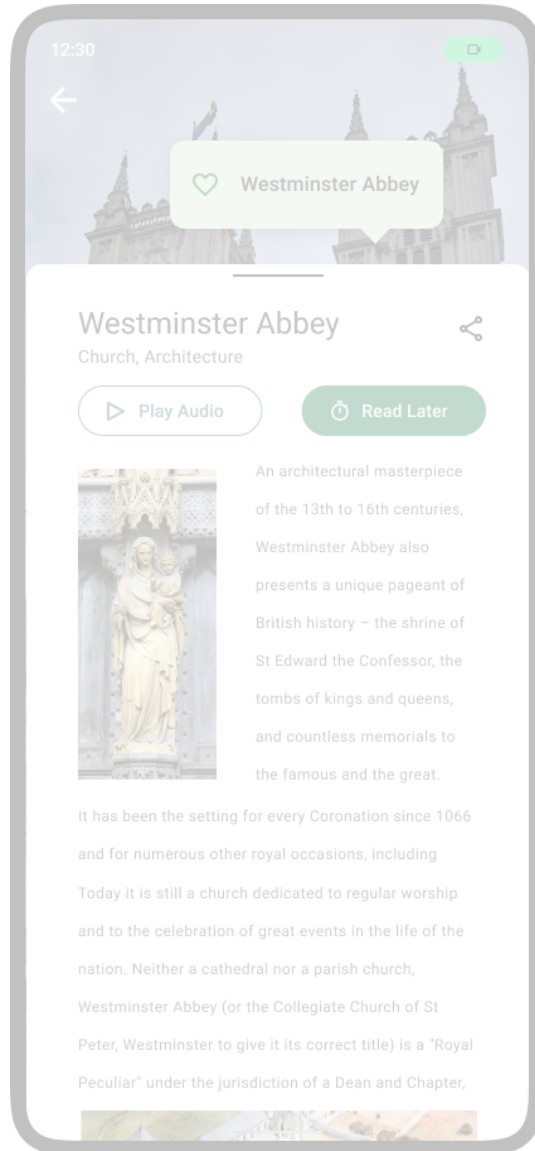 12:30
Westminster Abbey
Westminster Abbey
Church, Architecture
Play Audio
Read Later
An architectural masterpiece
of the 13th to 16th centuries,
Westminster Abbey also
presents a unique pageant of
British history – the shrine of
St Edward the Confessor, the
tombs of kings and queens,
and countless memorials to
the famous and the great.
It has been the setting for every Coronation since 1066
and for numerous other royal occasions, including
Today it is still a church dedicated to regular worship
and to the celebration of great events in the life of the
nation. Neither a cathedral nor a parish church,
Westminster Abbey (or the Collegiate Church of St
Peter, Westminster to give it its correct title) is a "Royal
Peculiar" under the jurisdiction of a Dean and Chapter,